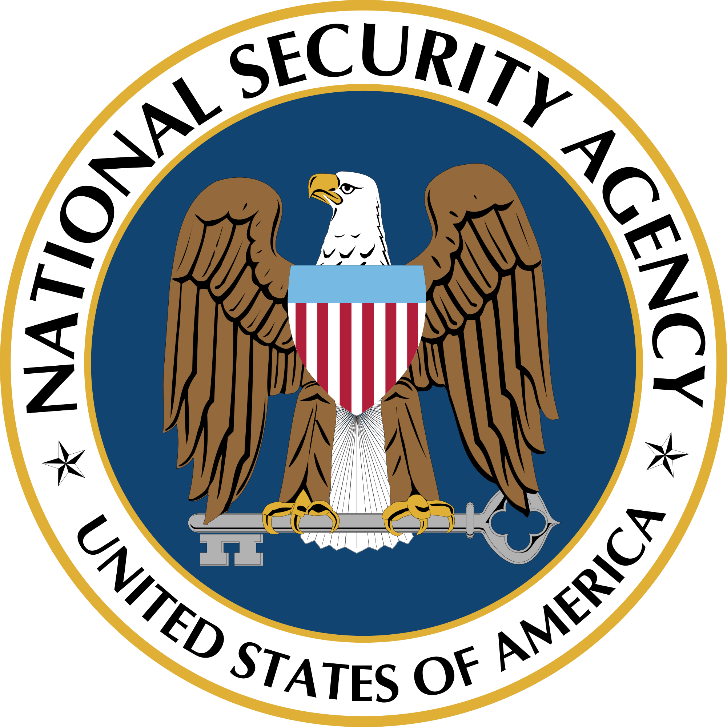 NATIONAL SECURITY AGENCY
UNITED STATES OF AMERICA